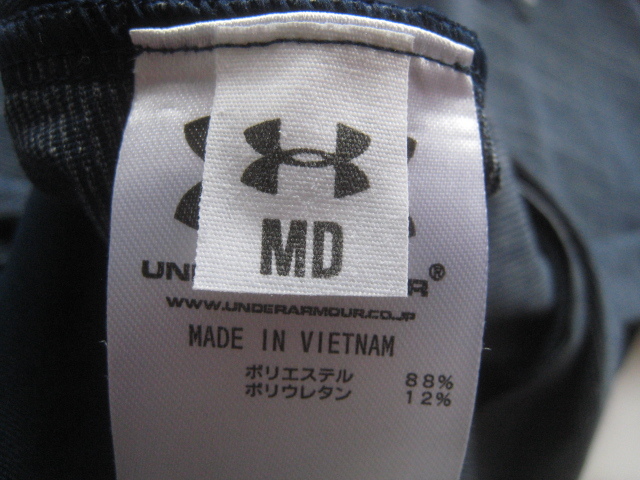 MD
UN R®
WWW.UNDERARMOUR.CO.JP
MADE IN VIETNAM
ポリエステル 88%
ポリウレタン 12%